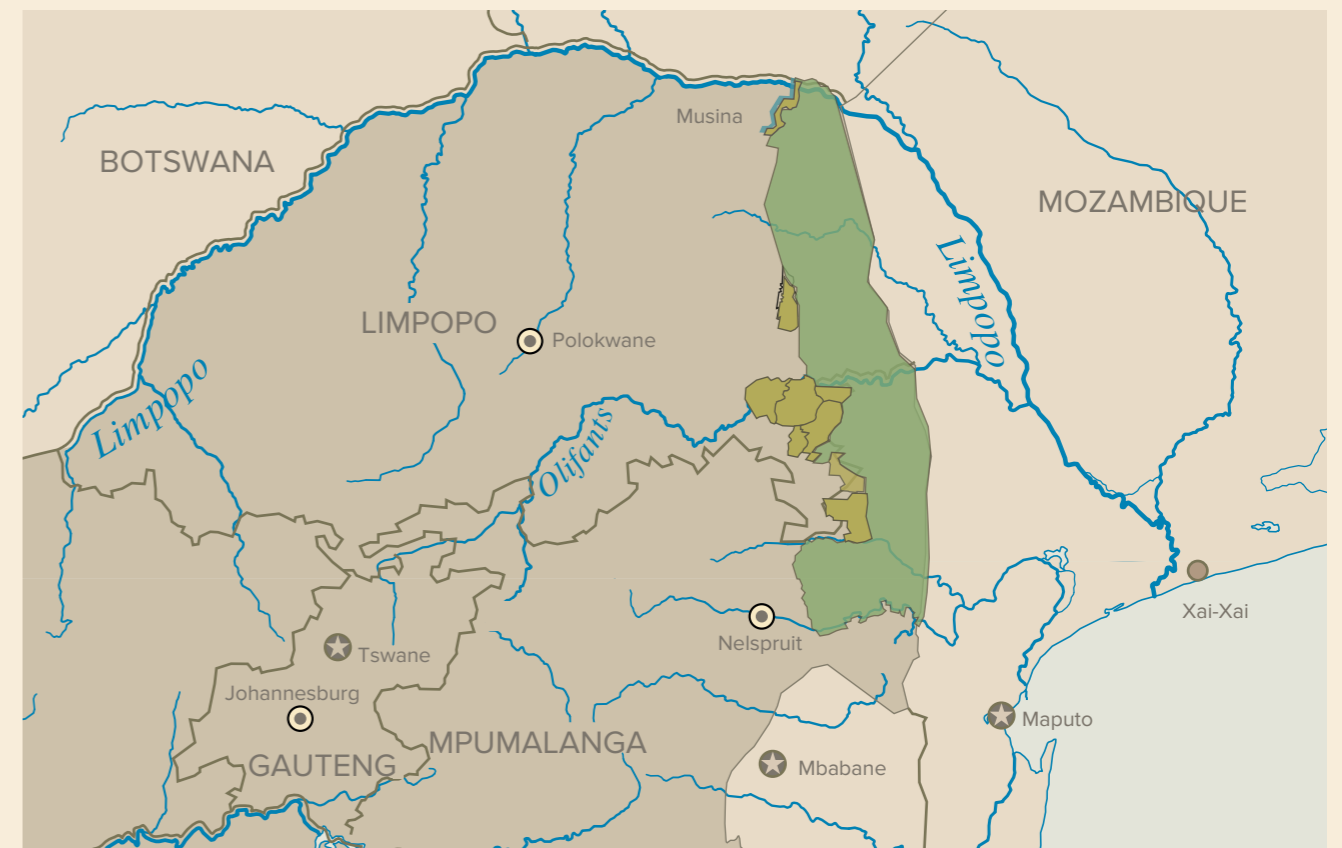 Musina
BOTSWANA
MOZAMBIQUE
Limpopo
LIMPOPO
Polokwane
Limpopo
Olifants
Xai-Xai
Nelspruit
Tswane
Johannesburg
Maputo
MPUMALANGA
GAUTENG
Mbabane